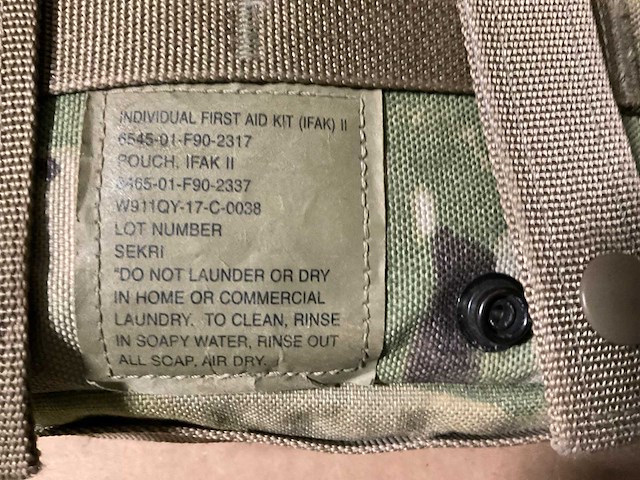 INDIVIDUAL FIRST AID KIT (IFAK) II
6545-01-F90-2317
POUCH, IFAK II
8465-01-F90-2337
W911QY-17-C-0038
LOT NUMBER
SEKRI
"DO NOT LAUNDER OR DRY
IN HOME OR COMMERCIAL
LAUNDRY. TO CLEAN, RINSE
IN SOAPY WATER, RINSE OUT
ALL SOAP, AIR DRY.